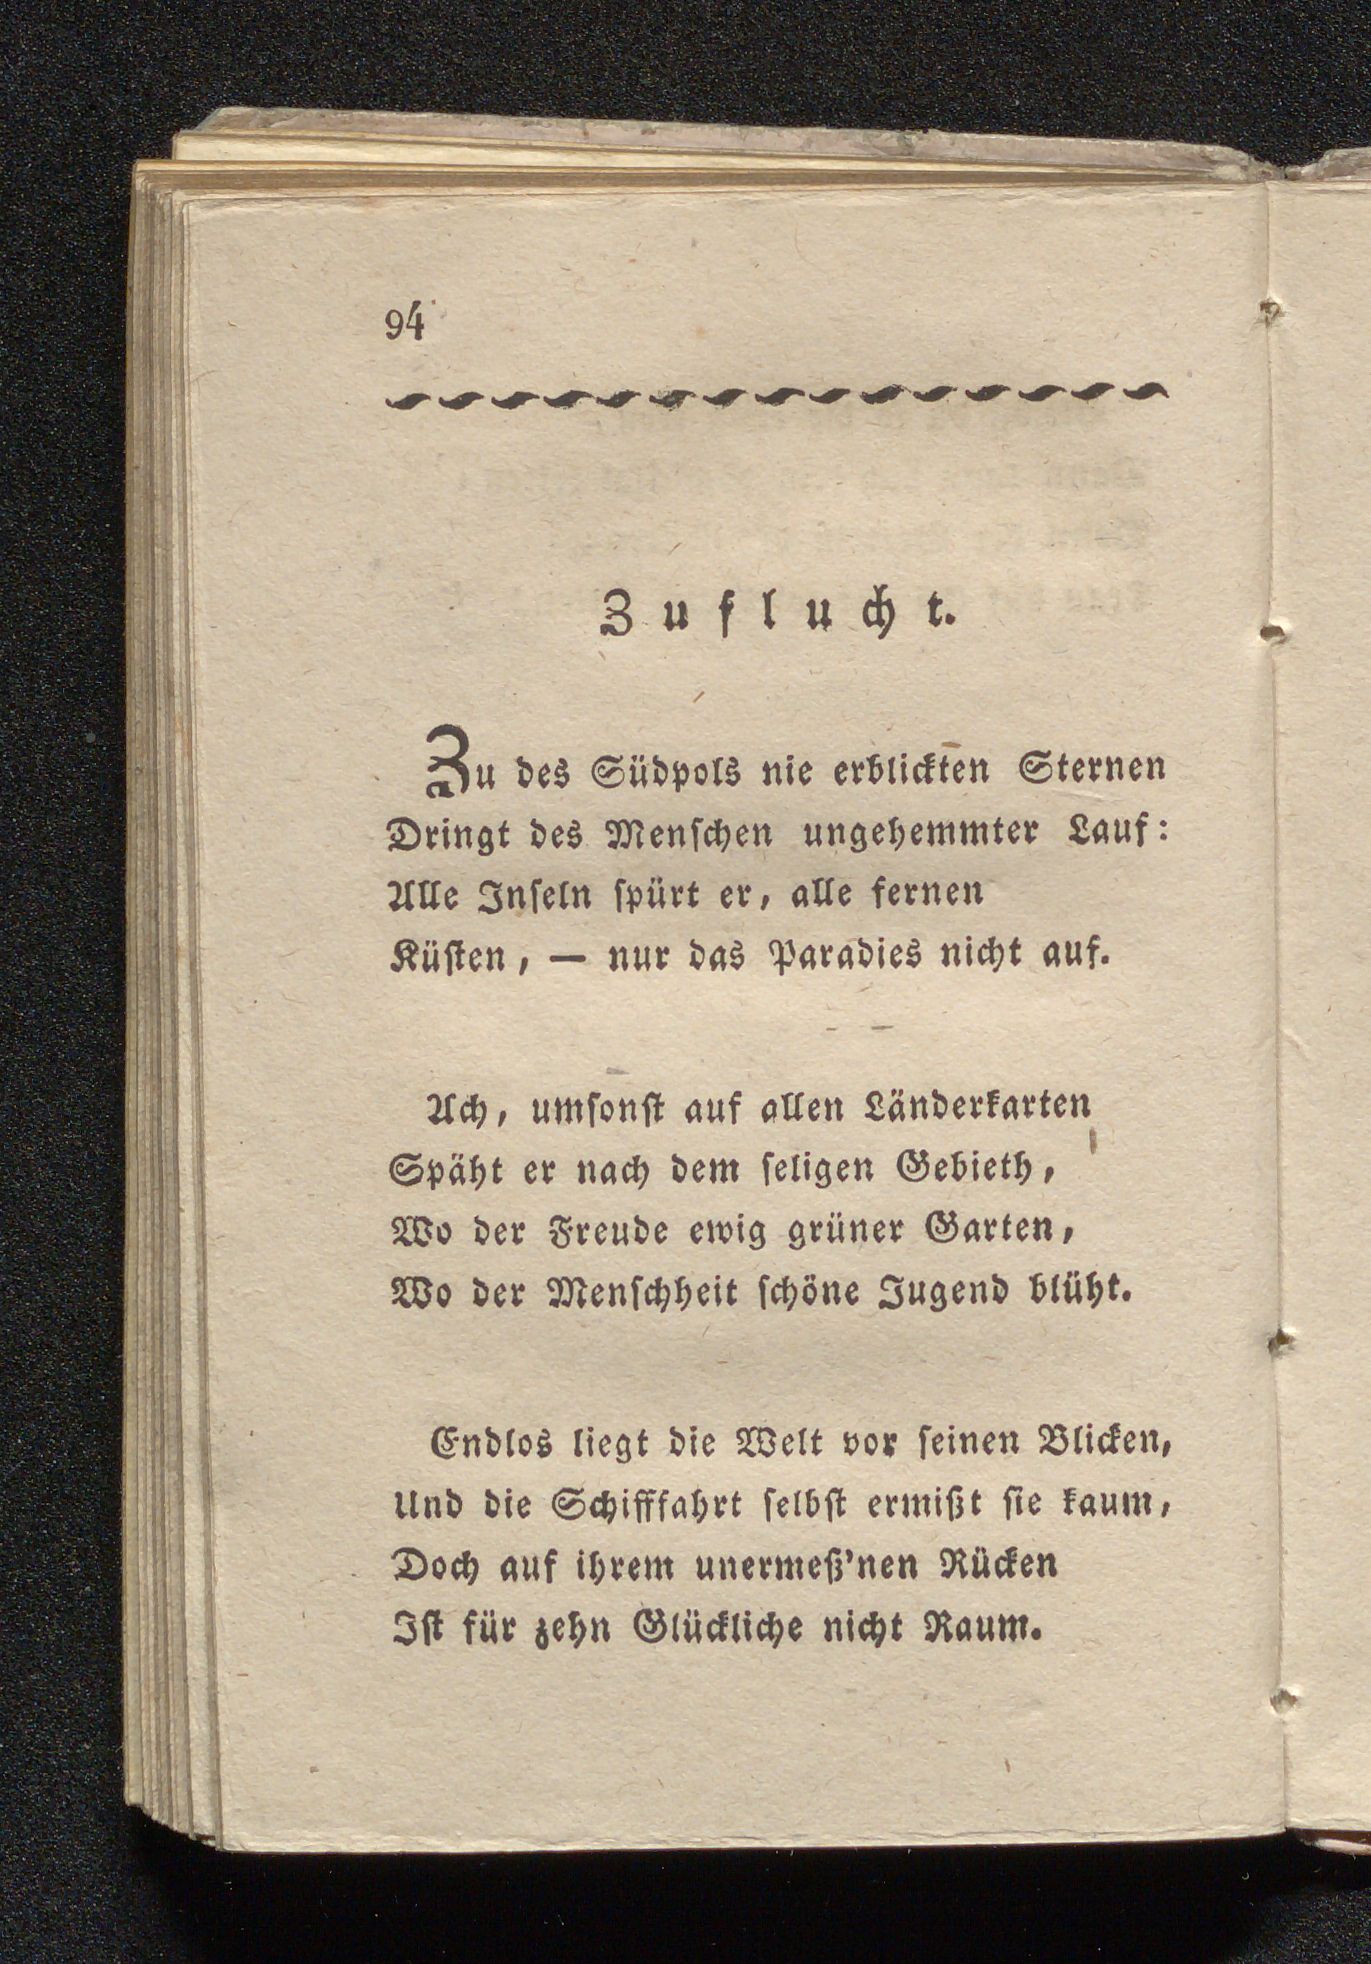 94
Zuflucht.
Zu des Südpols nie erblickten Sternen
Dringt des Menſchen ungehemmter Lauf:
Alle Inſeln ſpürt er, alle fernen
Küſten, — nur das Paradies nicht auf.
Ach, umſonſt auf allen Länderkarten
Späht er nach dem ſeligen Gebieth,
Wo der Freude ewig grüner Garten,
Wo der Menſchheit ſchöne Jugend blüht.
Endlos liegt die Welt vor ſeinen Blicken,
Und die Schifffahrt ſelbſt ermißt ſie kaum,
Doch auf ihrem unermeß'nen Rücken
Iſt für zehn Glückliche nicht Raum.